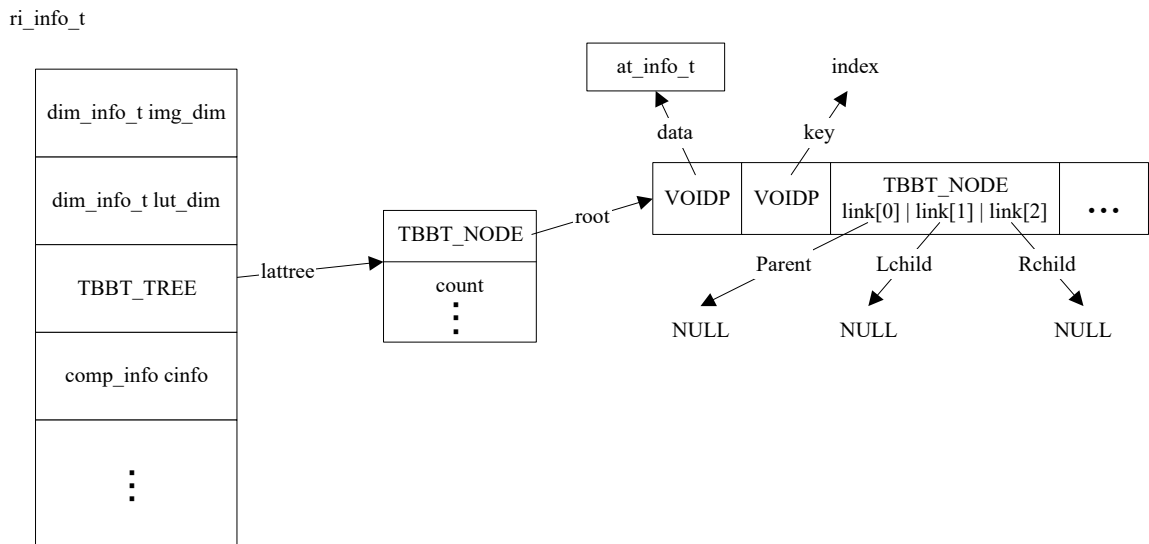 ri_info_t
dim_info_t img_dim
dim_info_t lut_dim
TBBT_TREE
comp_info cinfo
lattree
TBBT_NODE
count
root
at_info_t
index
data
key
VOIDP
VOIDP
TBBT_NODE
link[0] | link[1] | link[2]
...
Parent
Lchild
Rchild
NULL
NULL
NULL